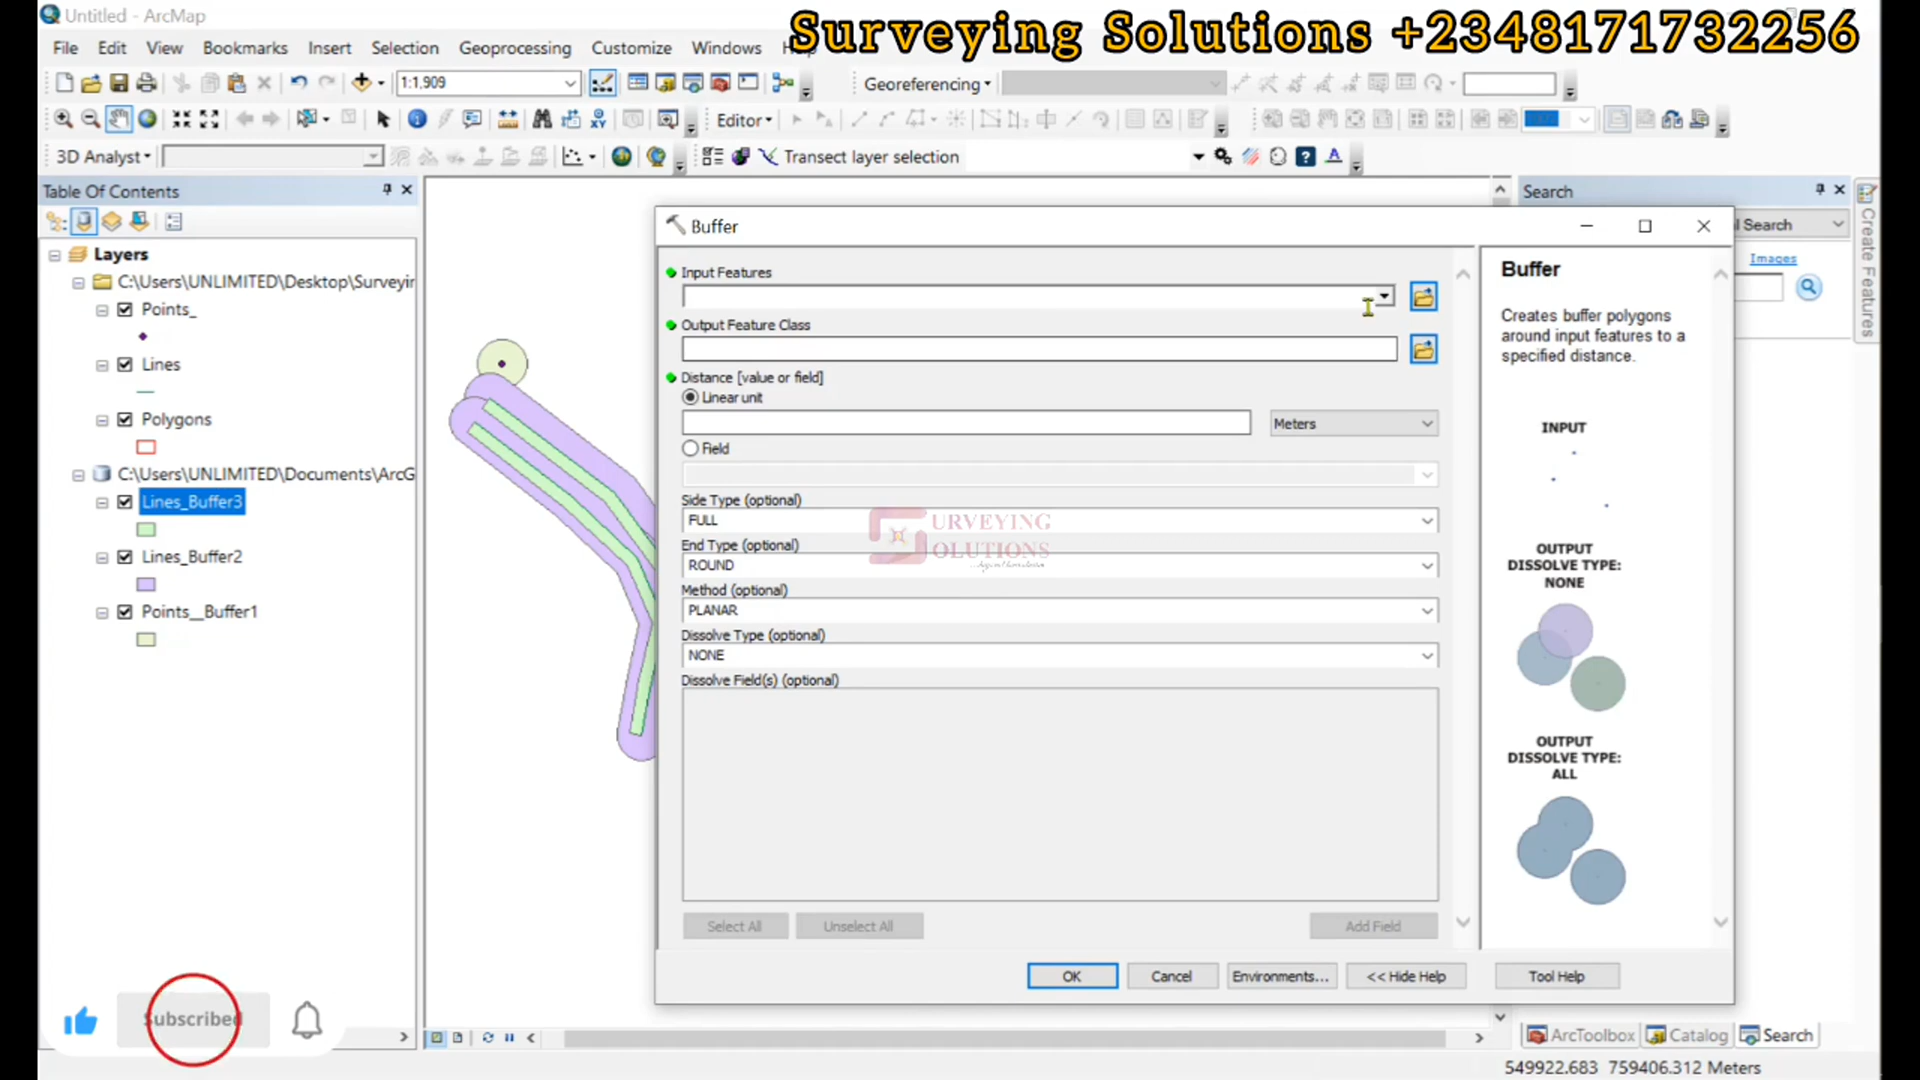 Untitled - ArcMap
Surveying Solutions +2348171732256
File Edit View Bookmarks Insert Selection Geoprocessing Customize Windows
1:1,909
Georeferencing
Editor
3D Analyst
Transect layer selection
Table Of Contents
Search
Layers
C:\Users\UNLIMITED\Desktop\Surveyir
Points_
Lines
Polygons
C:\Users\UNLIMITED\Documents\ArcG
Lines_Buffer3
Lines_Buffer2
Points__Buffer1
Buffer
Input Features
Output Feature Class
Distance [value or field]
Linear unit
Meters
Field
Side Type (optional)
FULL
End Type (optional)
ROUND
Method (optional)
PLANAR
Dissolve Type (optional)
NONE
Dissolve Field(s) (optional)
URVEYING
OLUTIONS
Select All
Unselect All
Add Field
OK
Cancel
Environments...
<< Hide Help
Tool Help
Buffer
Creates buffer polygons
around input features to a
specified distance.
INPUT
OUTPUT
DISSOLVE TYPE:
NONE
OUTPUT
DISSOLVE TYPE:
ALL
l Search
Images
Create Features
Subscribed
ArcToolbox
Catalog
Search
549922.683 759406.312 Meters